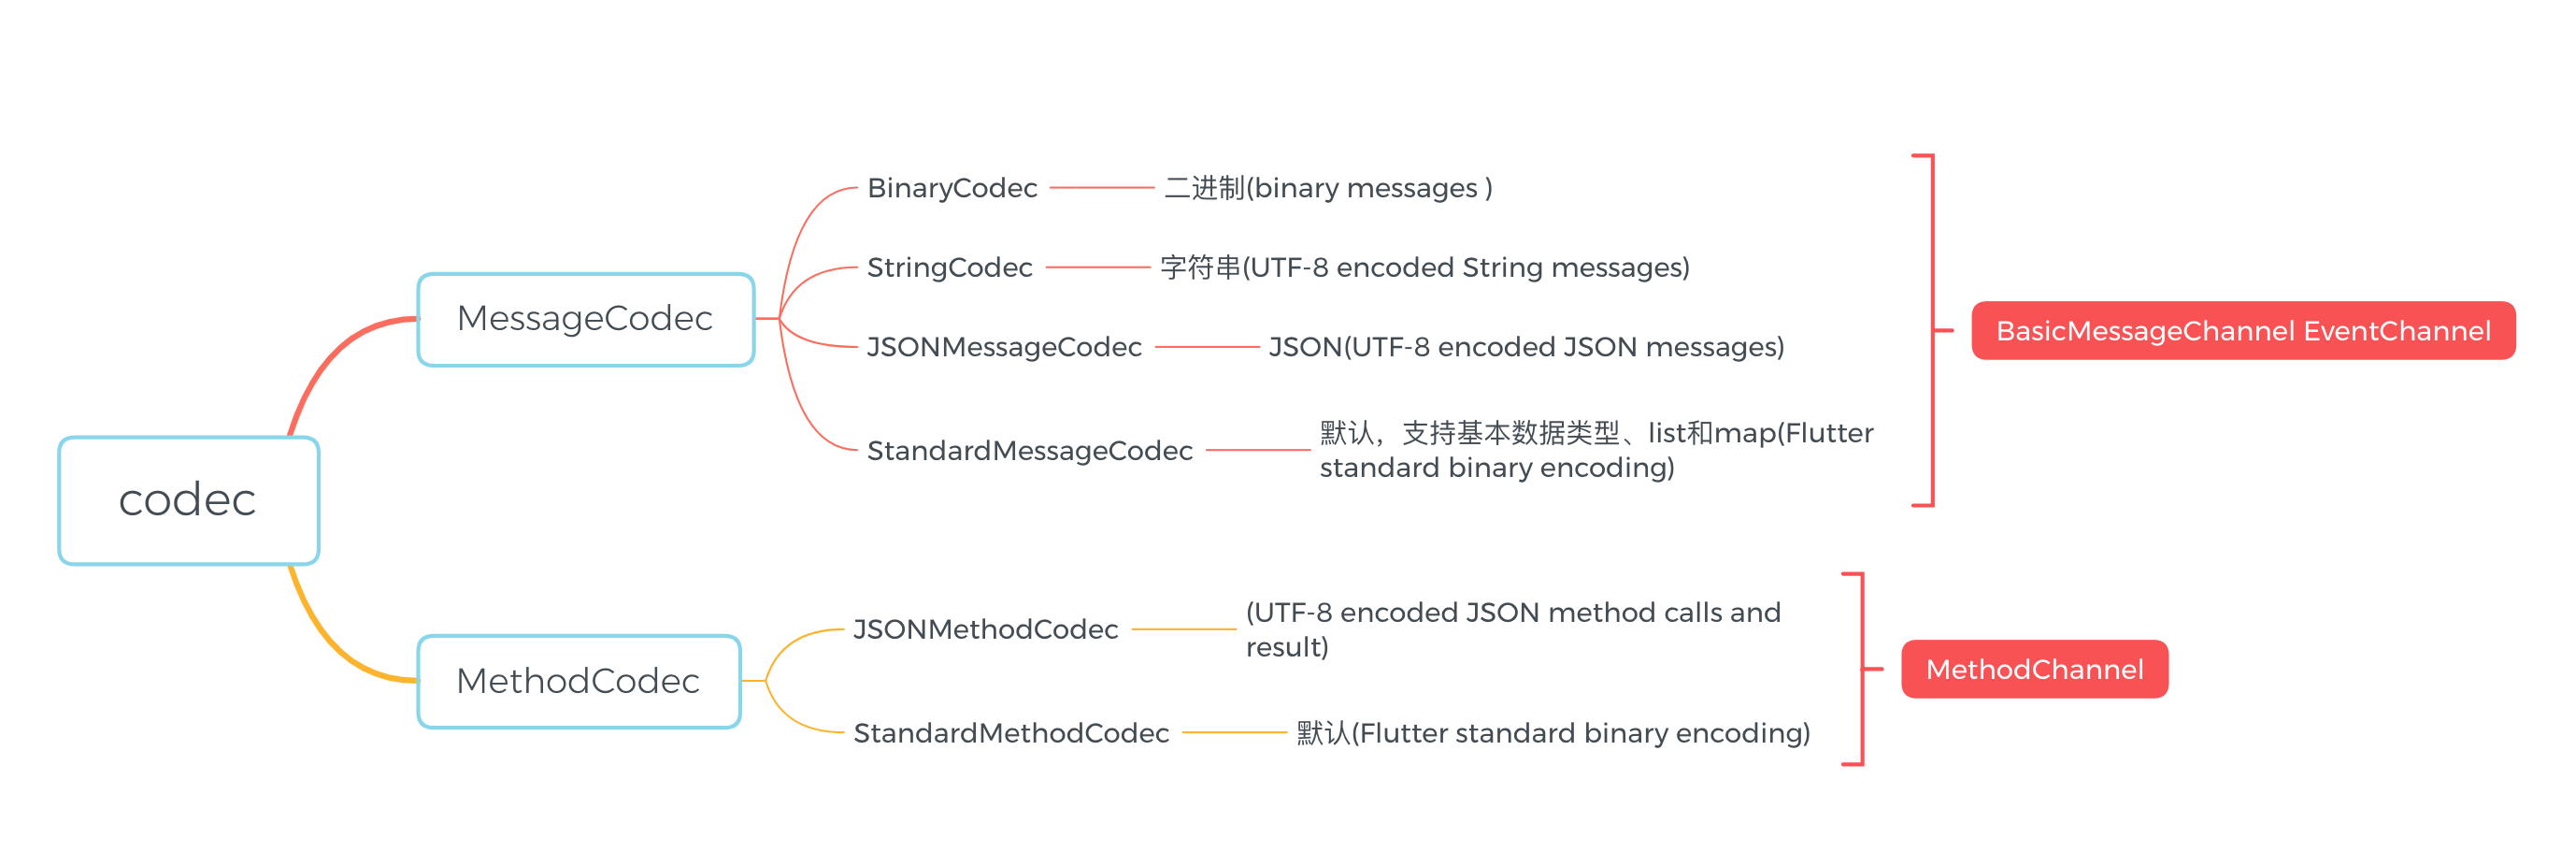 codec
MessageCodec
BinaryCodec
二进制(binary messages )
StringCodec
字符串(UTF-8 encoded String messages)
JSONMessageCodec
JSON(UTF-8 encoded JSON messages)
StandardMessageCodec
默认，支持基本数据类型、list和map(Flutter
standard binary encoding)
BasicMessageChannel EventChannel
MethodCodec
JSONMethodCodec
(UTF-8 encoded JSON method calls and
result)
StandardMethodCodec
默认(Flutter standard binary encoding)
MethodChannel